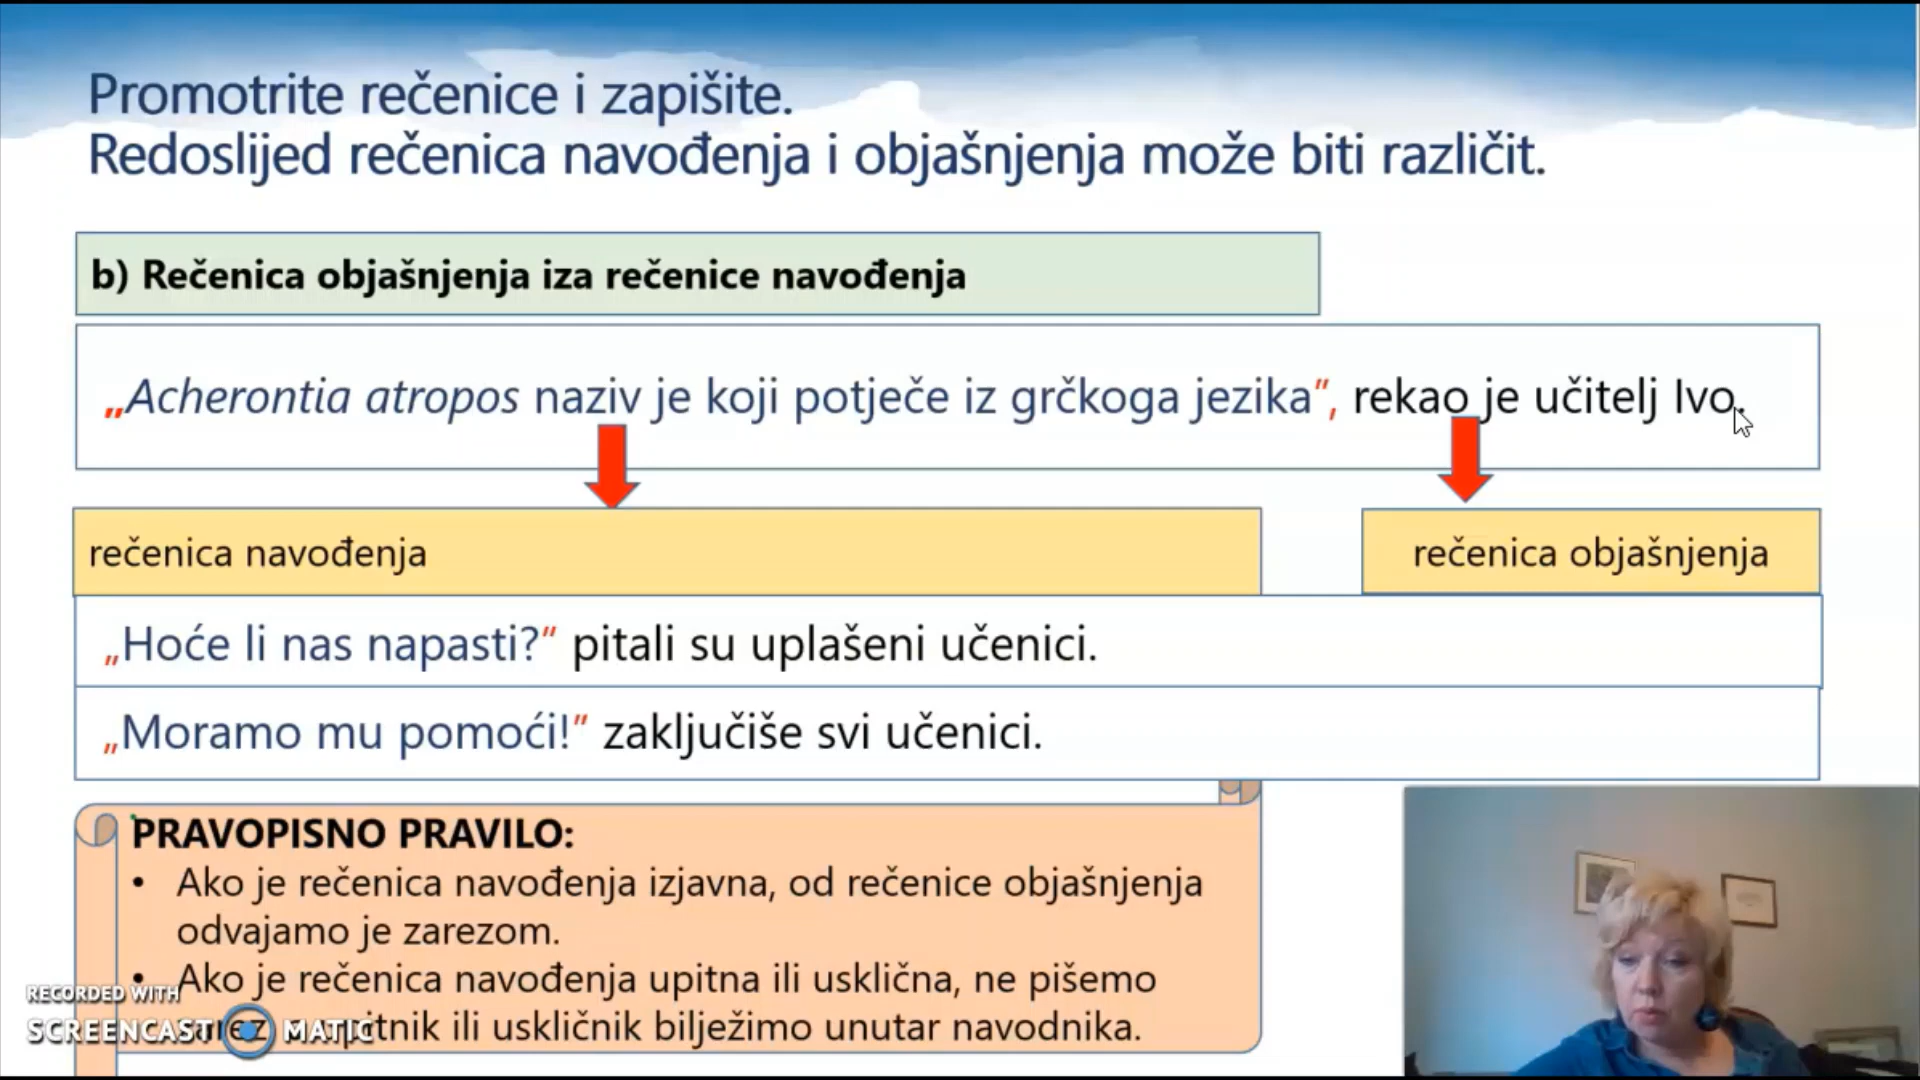 Promotrite rečenice i zapišite.
Redoslijed rečenica navođenja i objašnjenja može biti različit.
b) Rečenica objašnjenja iza rečenice navođenja
„Acherontia atropos naziv je koji potječe iz grčkoga jezika”, rekao je učitelj Ivo.
rečenica navođenja
rečenica objašnjenja
„Hoće li nas napasti?” pitali su uplašeni učenici.
„Moramo mu pomoći!” zaključiše svi učenici.
PRAVOPISNO PRAVILO:
• Ako je rečenica navođenja izjavna, od rečenice objašnjenja
odvajamo je zarezom.
• Ako je rečenica navođenja upitna ili usklična, ne pišemo
ili uskličnik bilježimo unutar navodnika.
RECORDED WITH
SCREENCAST MATIC